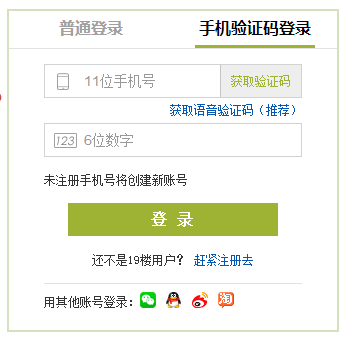 普通登录 手机验证码登录
11位手机号 获取验证码
获取语音验证码（推荐）
123 6位数字
未注册手机号将创建新账号
登 录
还不是19楼用户？ 赶紧注册去
用其他账号登录： 淘